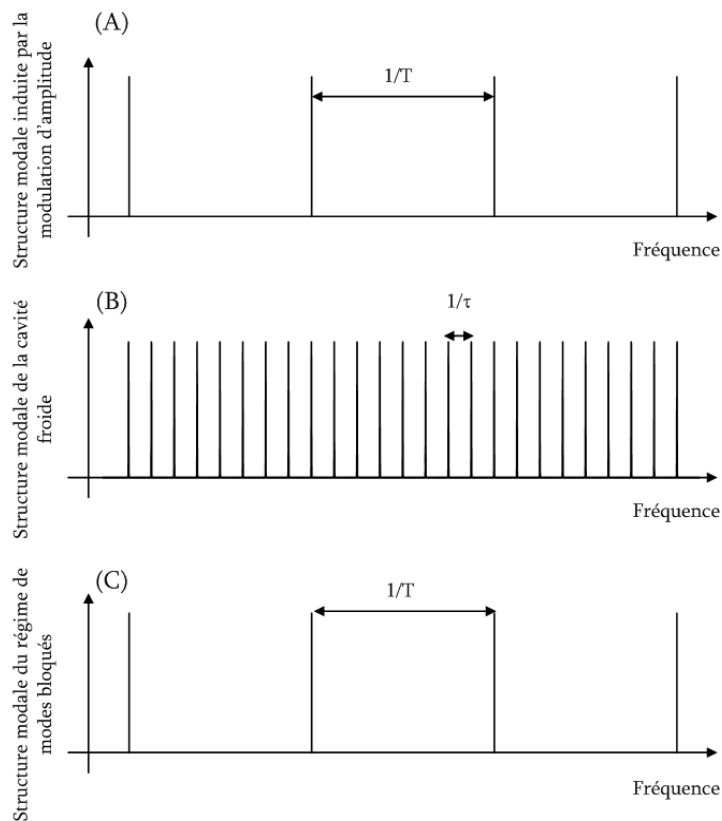 (A)
Structure modale induite par la
modulation d'amplitude
1/T
Fréquence
(B)
Structure modale de la cavité
froide
1/τ
Fréquence
(C)
Structure modale du régime de
modes bloqués
1/T
Fréquence